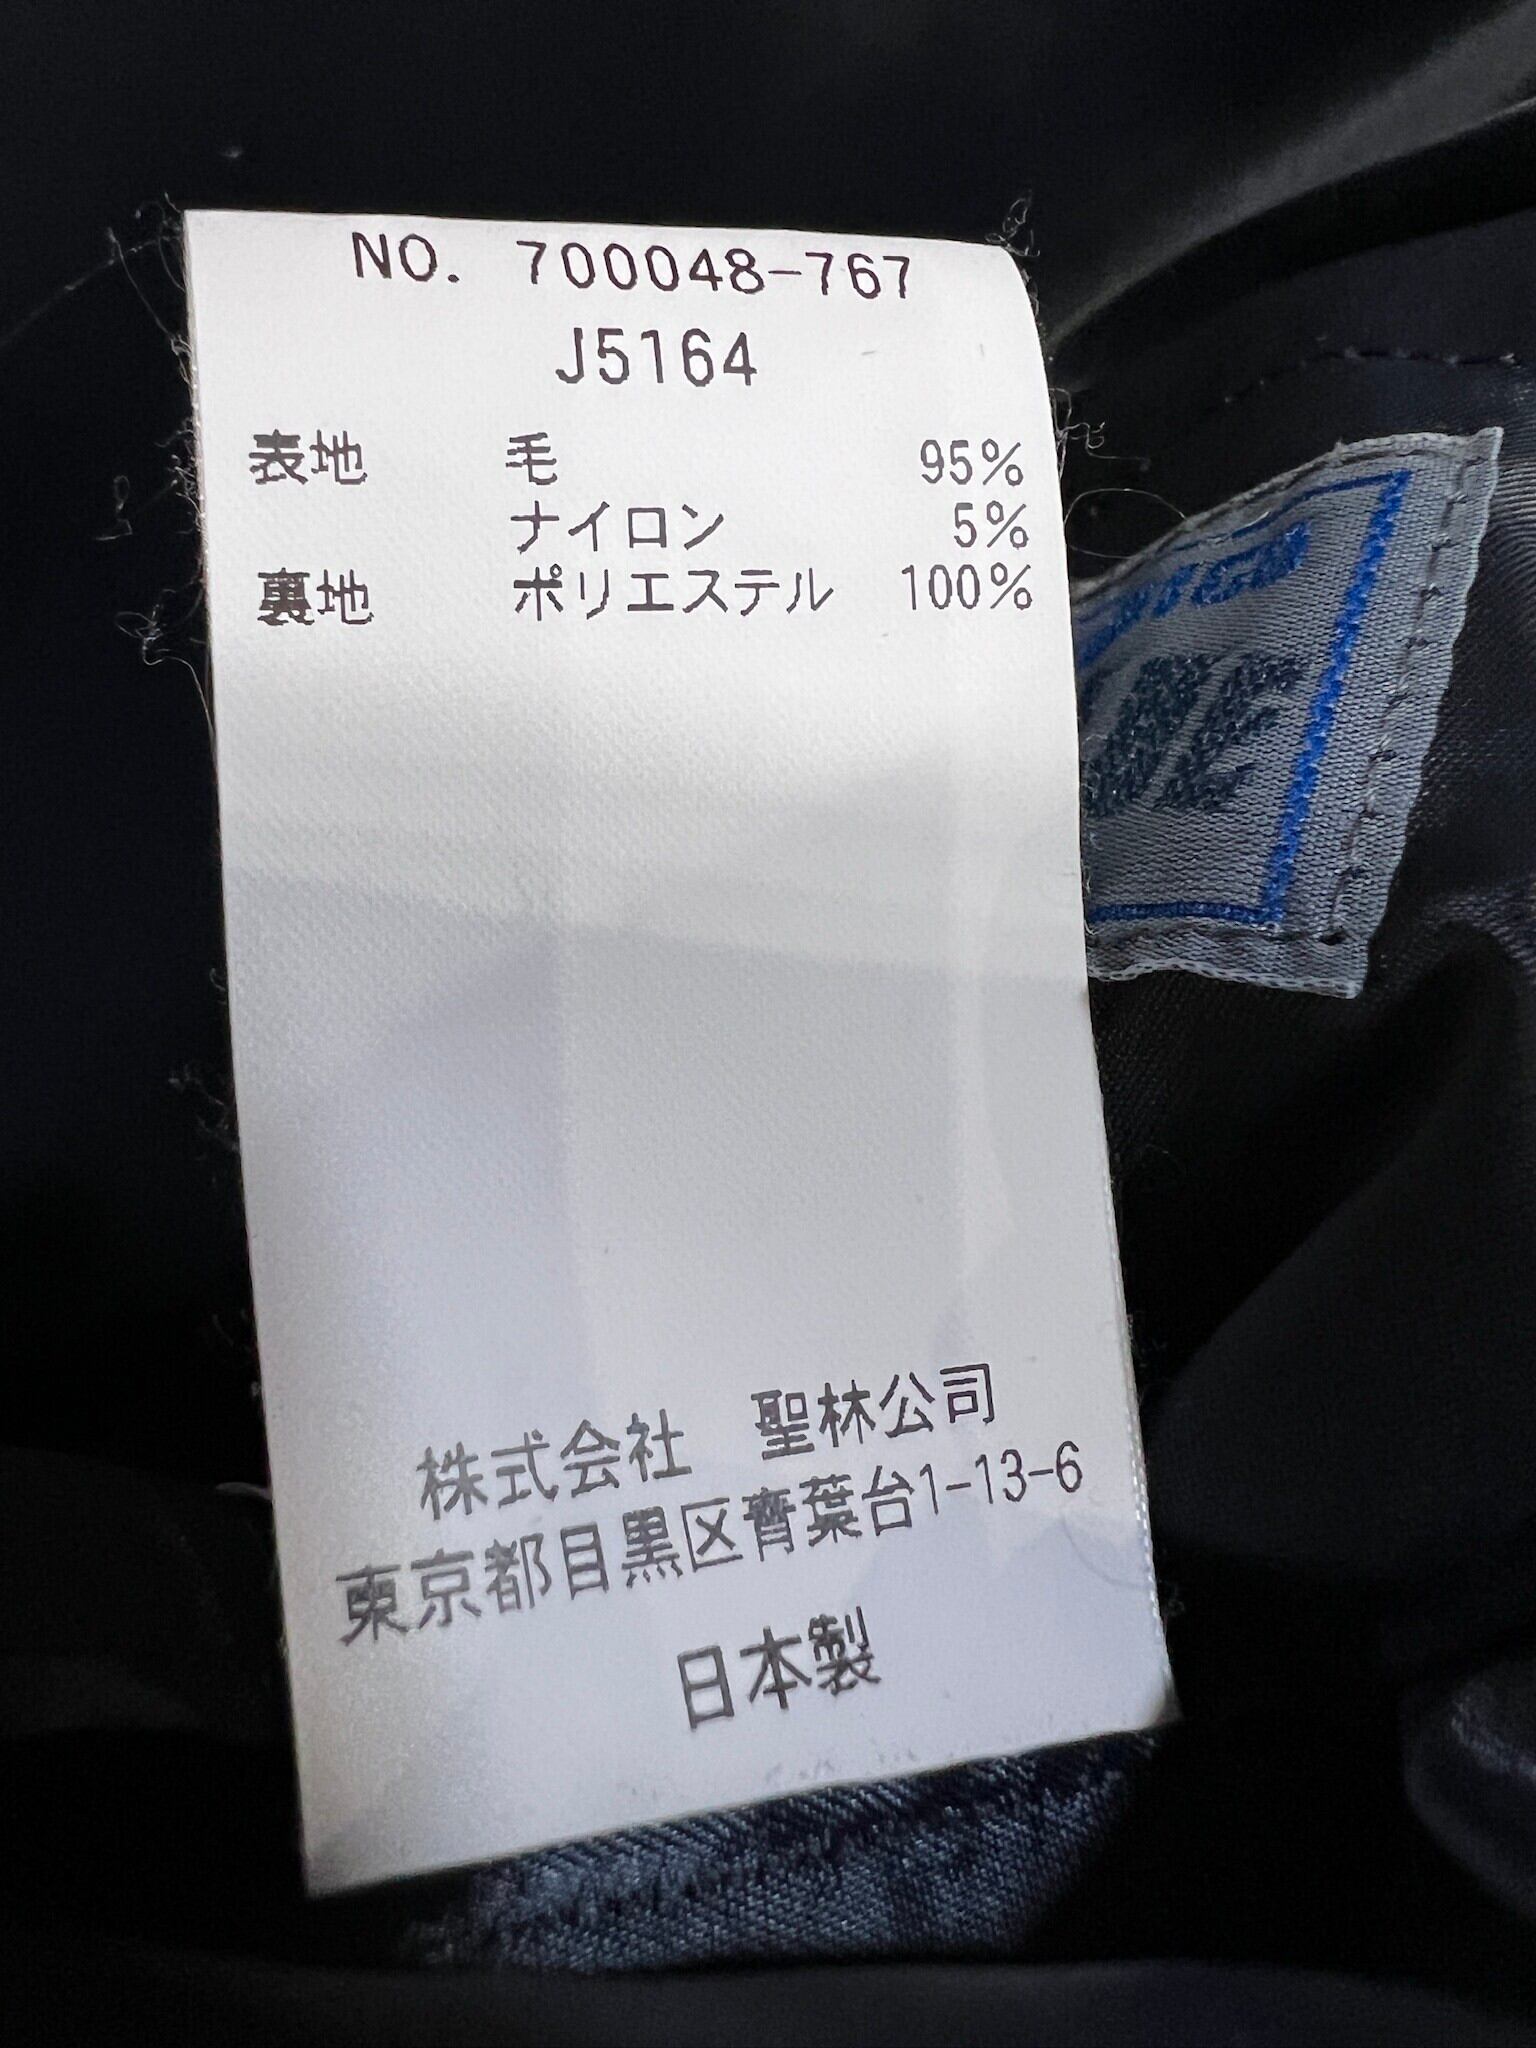 NO. 700048-767
J5164
表地 毛 95%
ナイロン 5%
裏地 ポリエステル 100%
株式会社 聖林公司
東京都目黒区青葉台1-13-6
日本製